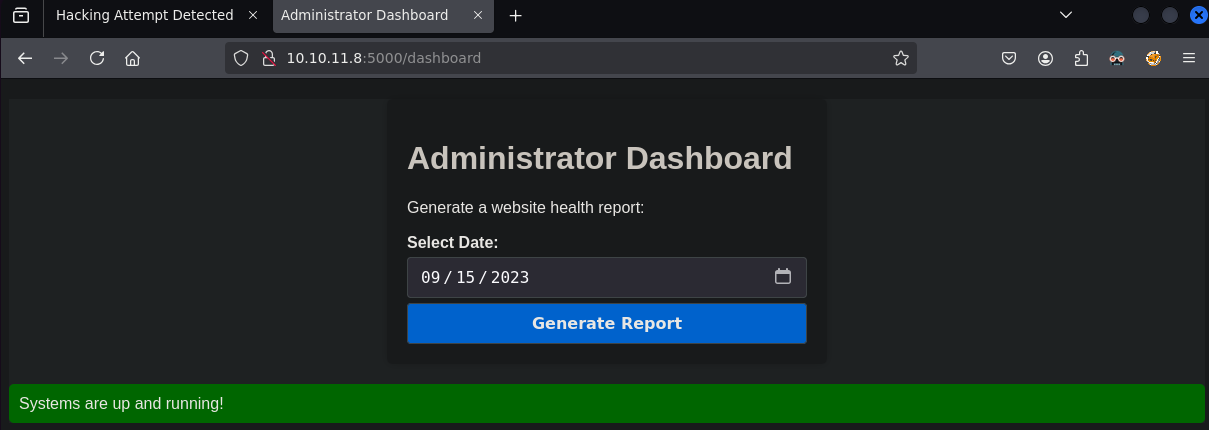 Hacking Attempt Detected
Administrator Dashboard
10.10.11.8:5000/dashboard
Administrator Dashboard
Generate a website health report:
Select Date:
09/15/2023
Generate Report
Systems are up and running!